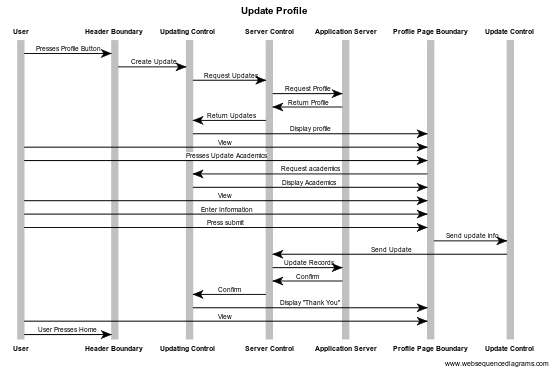 Update Profile
User Header Boundary Updating Control Server Control Application Server Profile Page Boundary Update Control
Presses Profile Button
Create Update
Request Updates
Request Profile
Return Profile
Return Updates
Display profile
View
Presses Update Academics
Request academics
Display Academics
View
Enter Information
Press submit
Send update info
Send Update
Update Records
Confirm
Confirm
Display "Thank You"
View
User Presses Home
User Header Boundary Updating Control Server Control Application Server Profile Page Boundary Update Control
www.websequencediagrams.com